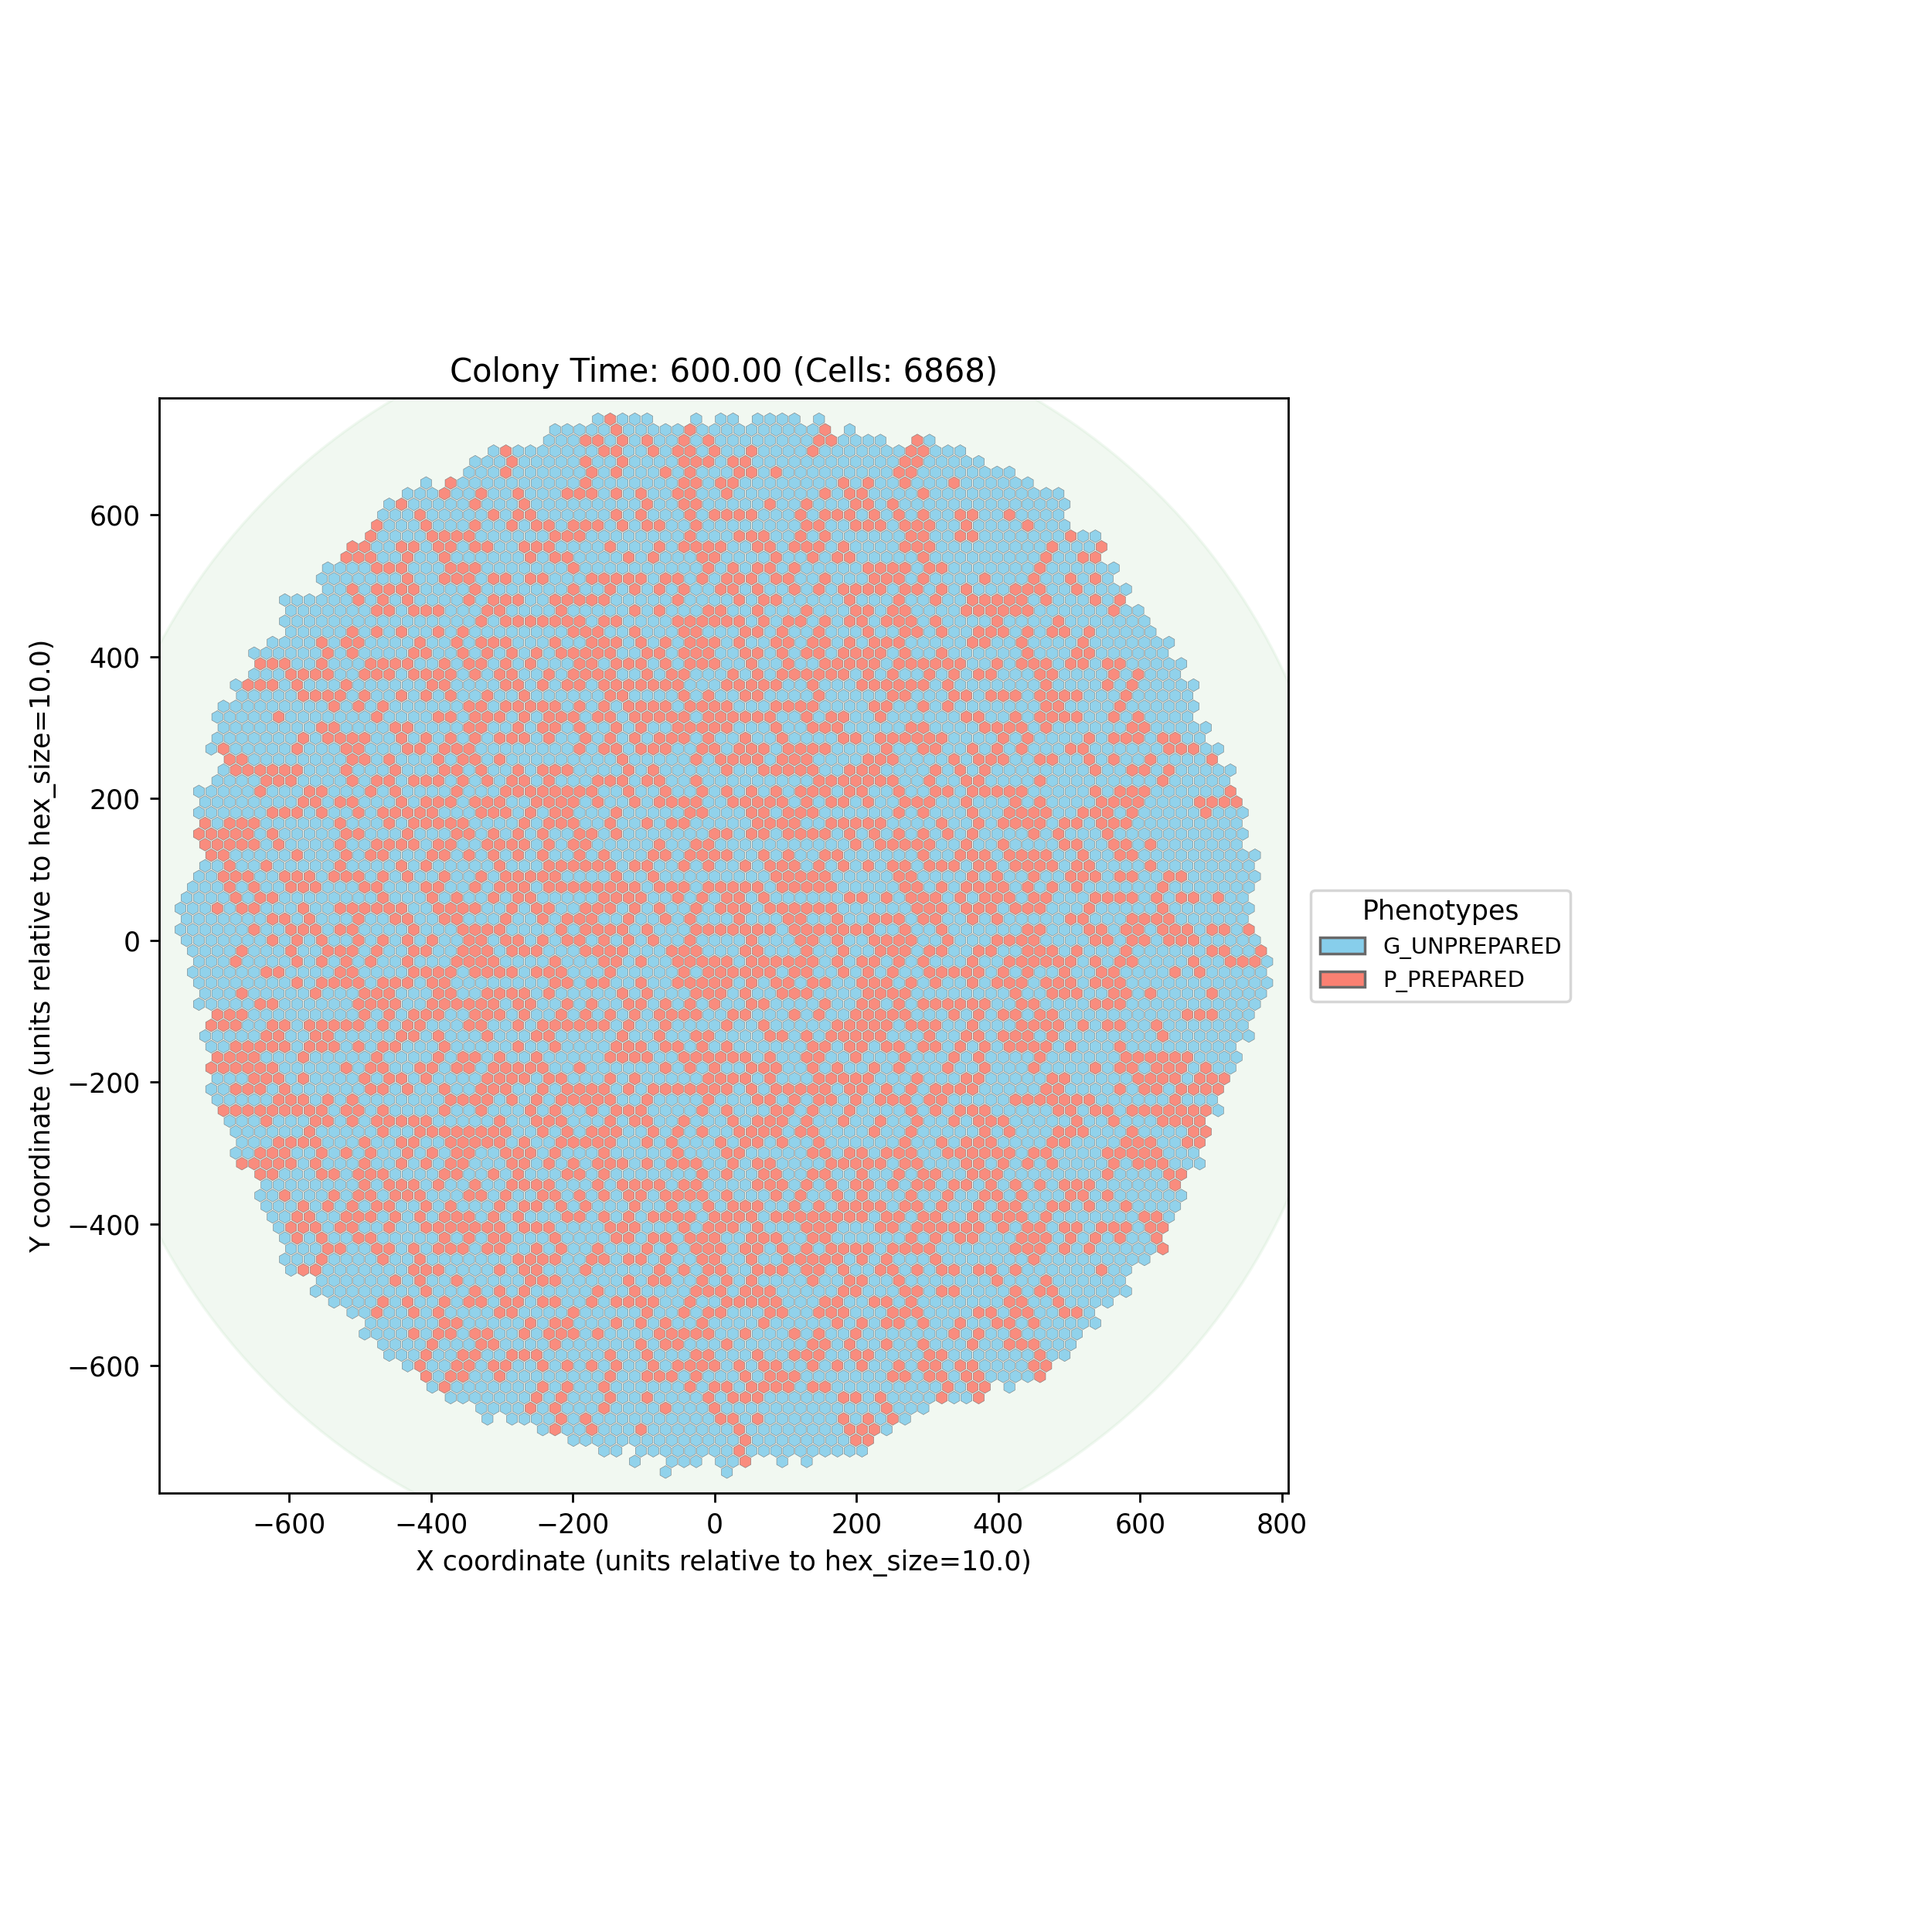 Colony Time: 600.00 (Cells: 6868)
Y coordinate (units relative to hex_size=10.0)
600
400
200
0
−200
−400
−600
−600 −400 −200 0 200 400 600 800
X coordinate (units relative to hex_size=10.0)
Phenotypes
G_UNPREPARED
P_PREPARED